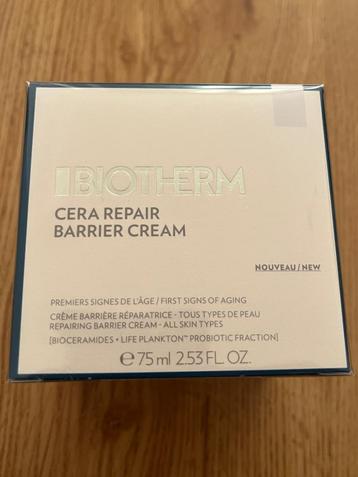 BIOTHERM
CERA REPAIR
BARRIER CREAM
NOUVEAU / NEW
PREMIERS SIGNES DE L'ÂGE / FIRST SIGNS OF AGING
CRÈME BARRIÈRE RÉPARATRICE - TOUS TYPES DE PEAU
REPAIRING BARRIER CREAM - ALL SKIN TYPES
[BIOCERAMIDES + LIFE PLANKTON™ PROBIOTIC FRACTION]
℮ 75 ml 2.53 FL. OZ.